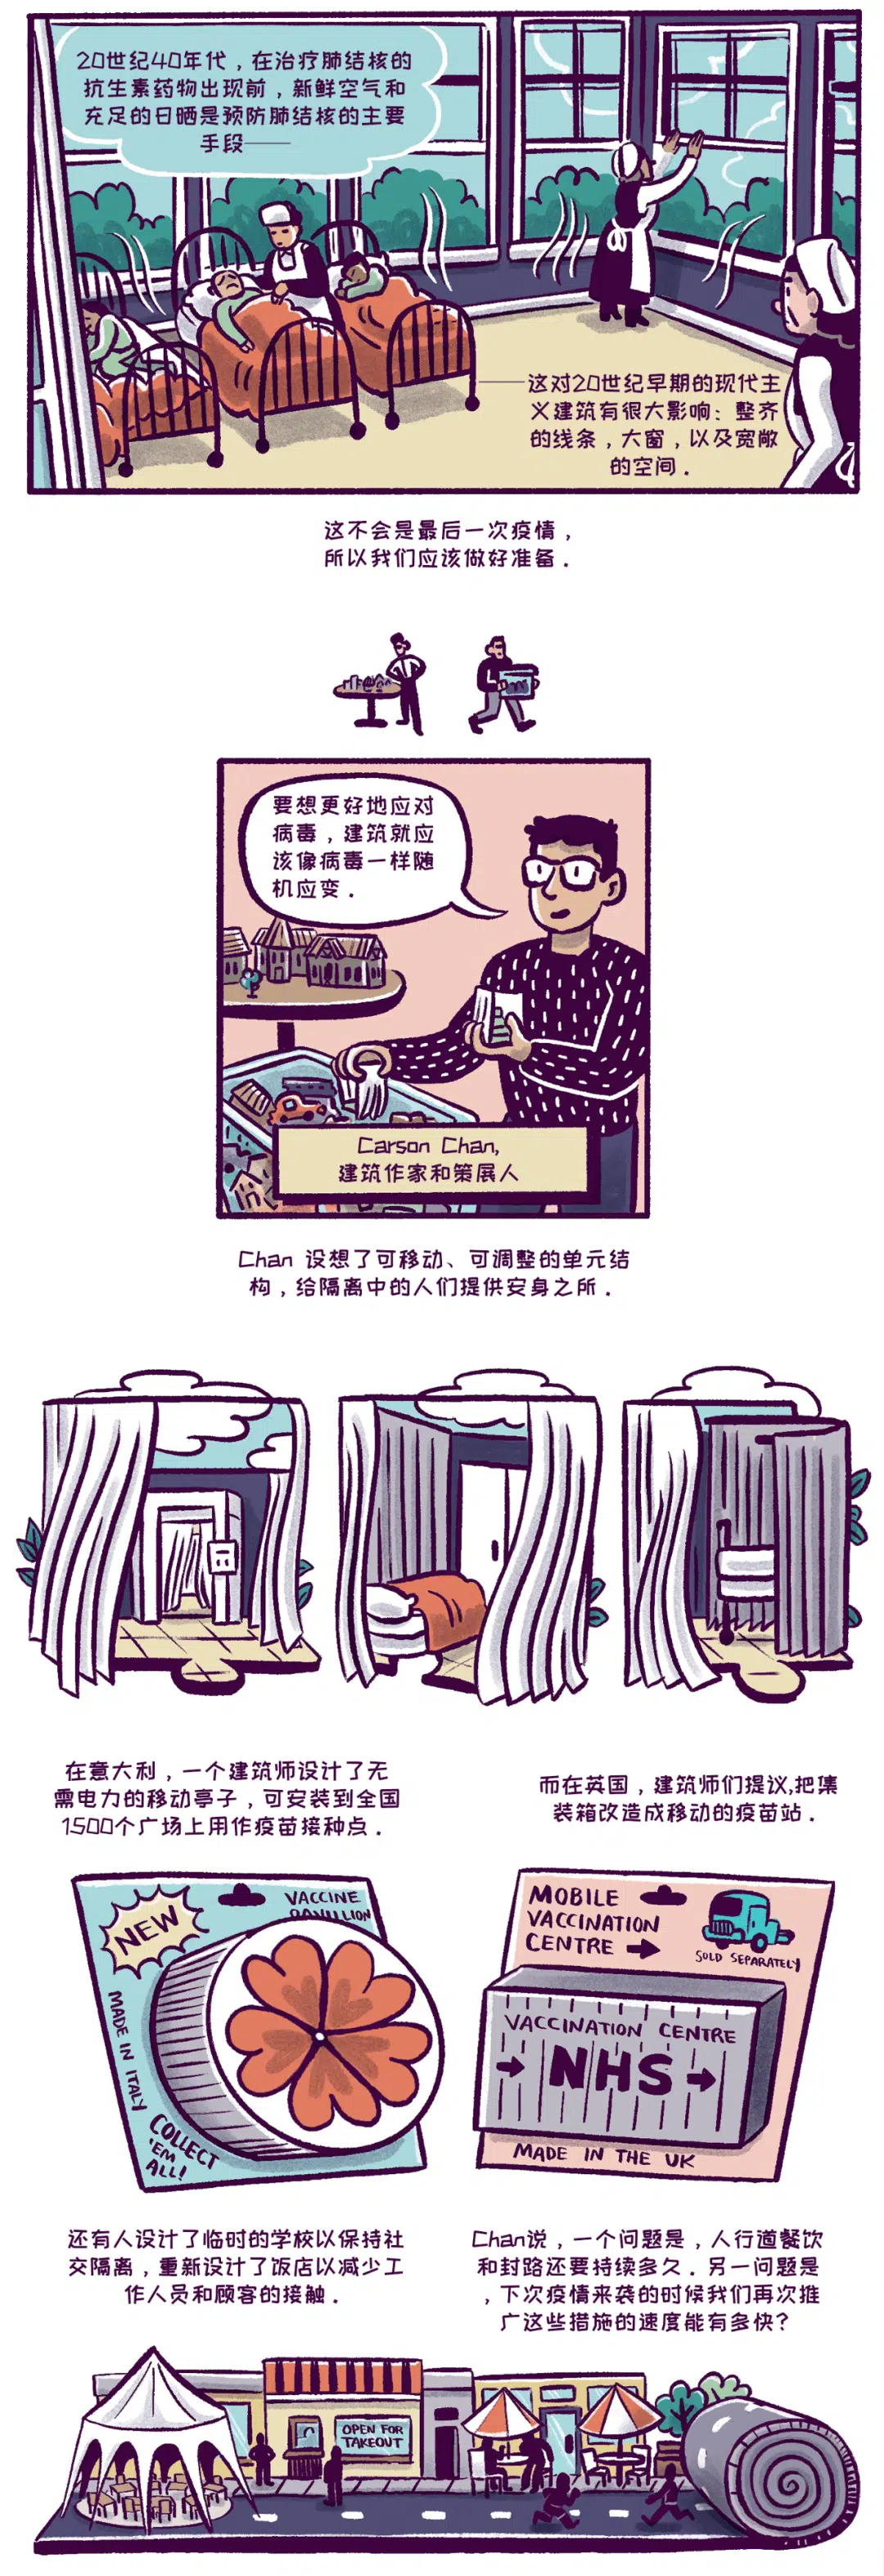 20世纪40年代，在治疗肺结核的
抗生素药物出现前，新鲜空气和
充足的日晒是预防肺结核的主要
手段——
——这对20世纪早期的现代主
义建筑有很大影响：整齐
的线条，大窗，以及宽敞
的空间．
这不会是最后一次疫情，
所以我们应该做好准备．
要想更好地应对
病毒，建筑就应
该像病毒一样随
机应变．
Carson Chan,
建筑作家和策展人
Chan 设想了可移动、可调整的单元结
构，给隔离中的人们提供安身之所．
在意大利，一个建筑师设计了无
需电力的移动亭子，可安装到全国
1500个广场上用作疫苗接种点．
而在英国，建筑师们提议,把集
装箱改造成移动的疫苗站．
NEW
VACCINE
PAVILLION
MADE IN ITALY
COLLECT
'EM
ALL!
MOBILE
VACCINATION
CENTRE
SOLD SEPARATELY
VACCINATION CENTRE
NHS
MADE IN THE UK
还有人设计了临时的学校以保持社
交隔离，重新设计了饭店以减少工
作人员和顾客的接触．
Chan说，一个问题是，人行道餐饮
和封路还要持续多久．另一问题是
，下次疫情来袭的时候我们再次推
广这些措施的速度能有多快？
OPEN FOR
TAKEOUT